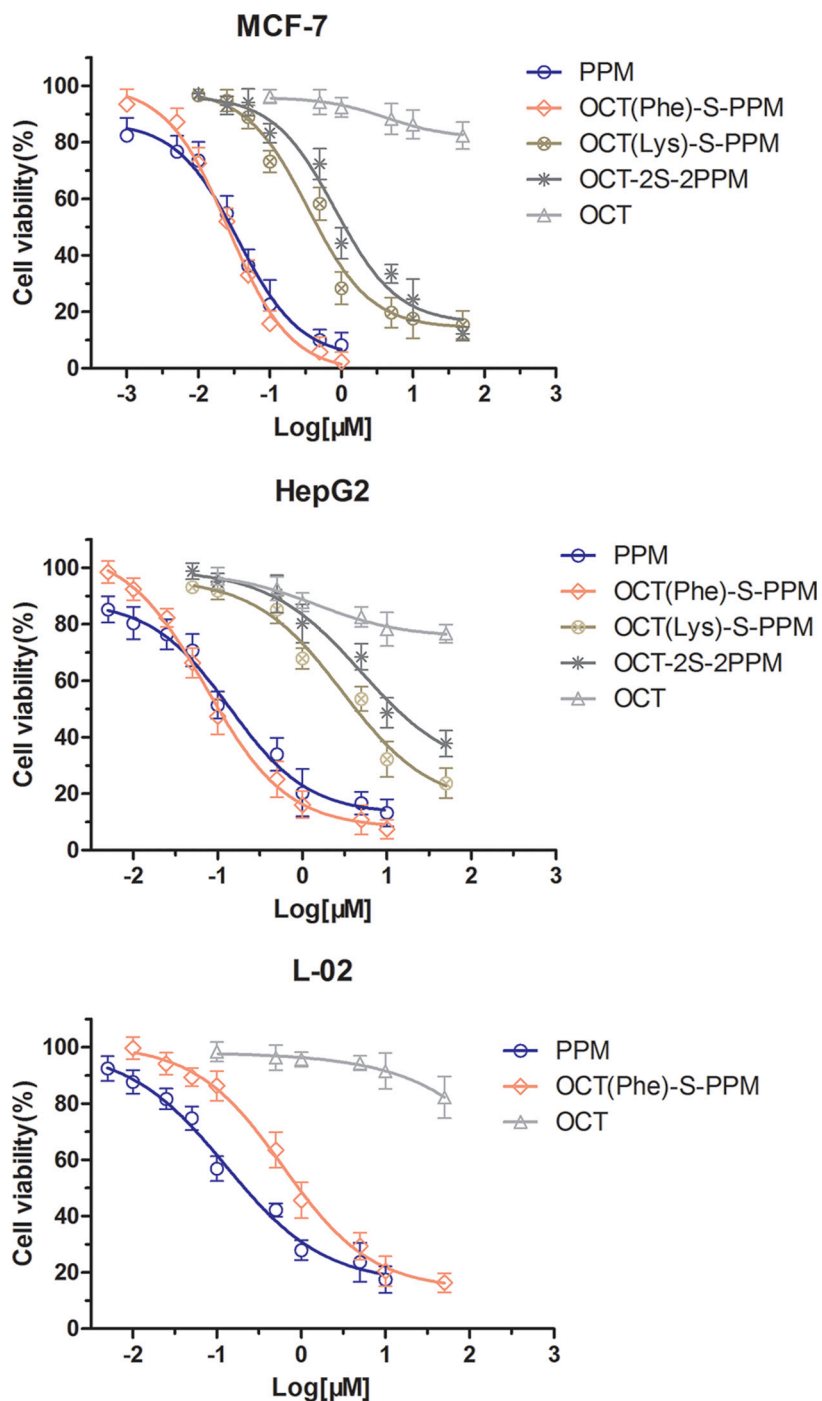 MCF-7
100
80
60
40
20
0
Cell viability(%)
-3 -2 -1 0 1 2 3
Log[µM]
PPM
OCT(Phe)-S-PPM
OCT(Lys)-S-PPM
OCT-2S-2PPM
OCT
HepG2
100
80
60
40
20
0
Cell viability(%)
-2 -1 0 1 2 3
Log[µM]
PPM
OCT(Phe)-S-PPM
OCT(Lys)-S-PPM
OCT-2S-2PPM
OCT
L-02
100
80
60
40
20
0
Cell viability(%)
-2 -1 0 1 2 3
Log[µM]
PPM
OCT(Phe)-S-PPM
OCT